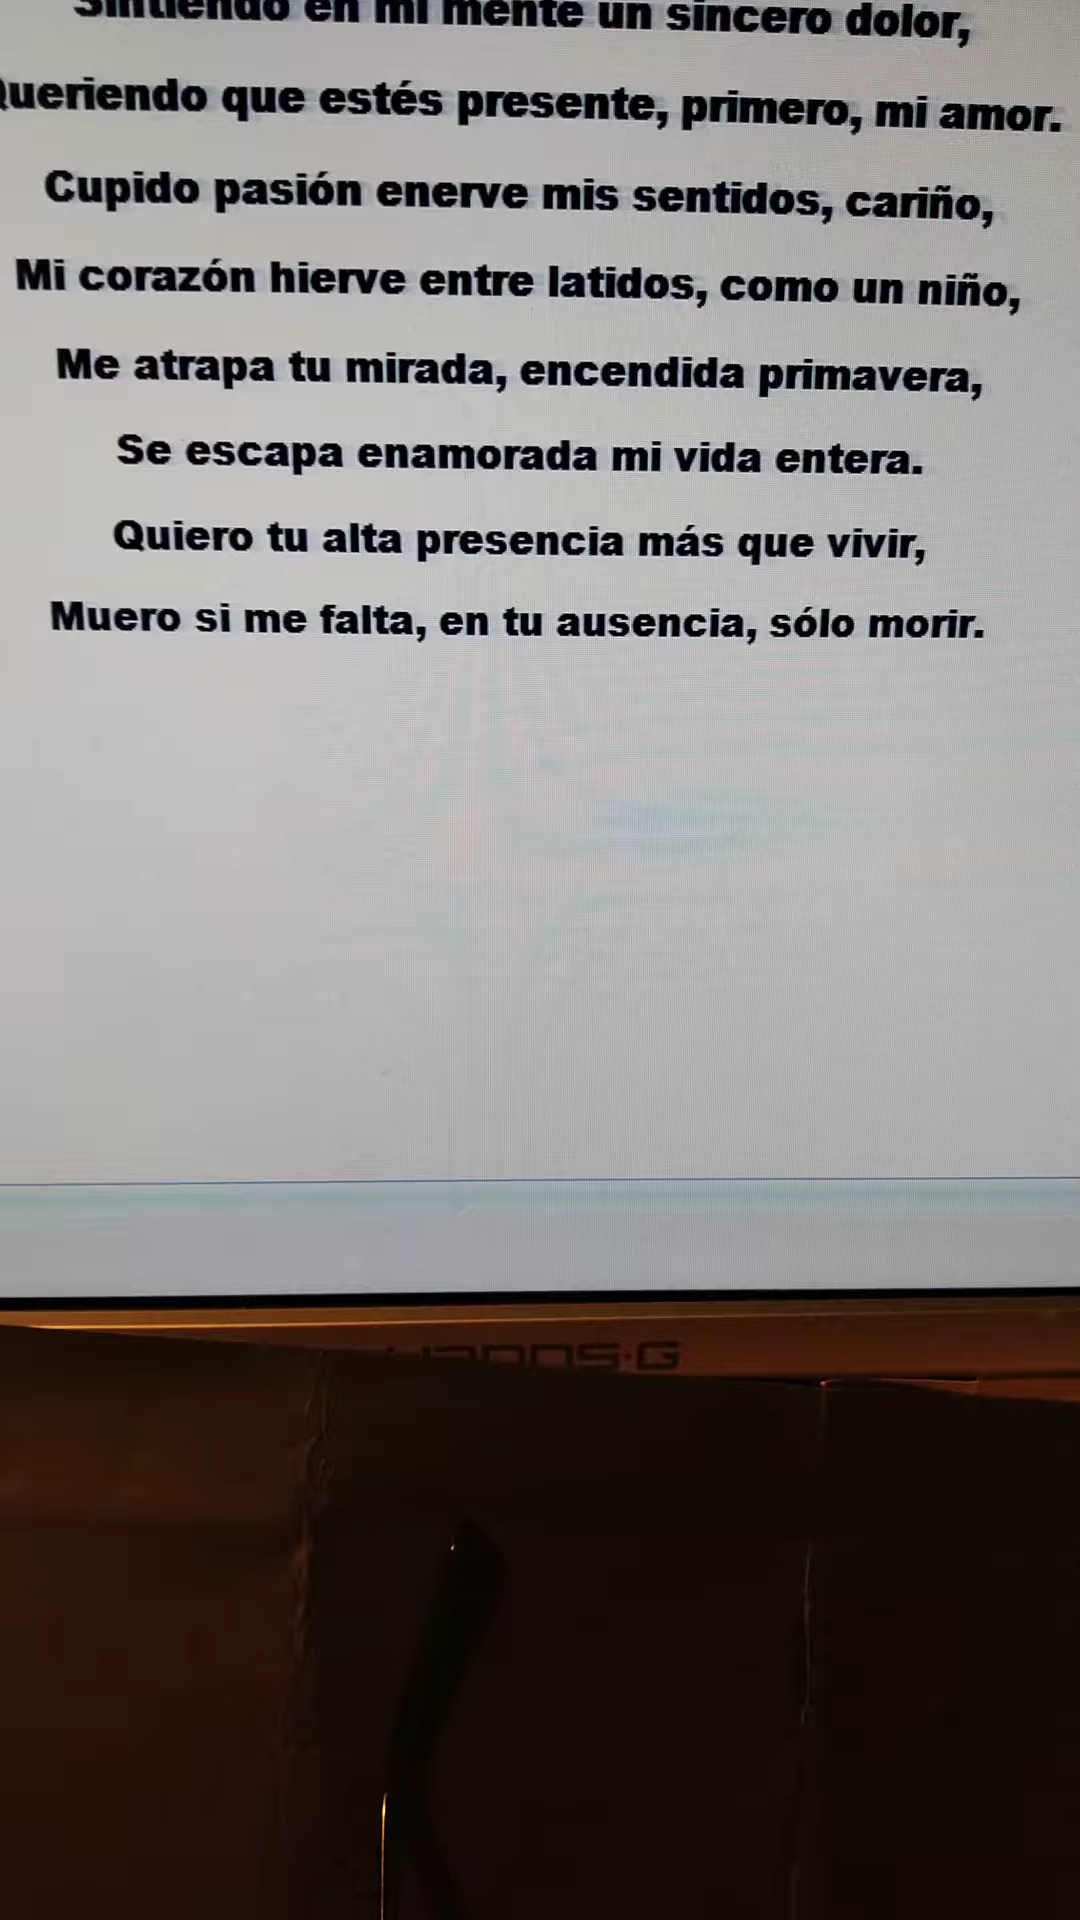 Sintiendo en mi mente un sincero dolor,
Queriendo que estés presente, primero, mi amor.
Cupido pasión enerve mis sentidos, cariño,
Mi corazón hierve entre latidos, como un niño,
Me atrapa tu mirada, encendida primavera,
Se escapa enamorada mi vida entera.
Quiero tu alta presencia más que vivir,
Muero si me falta, en tu ausencia, sólo morir.